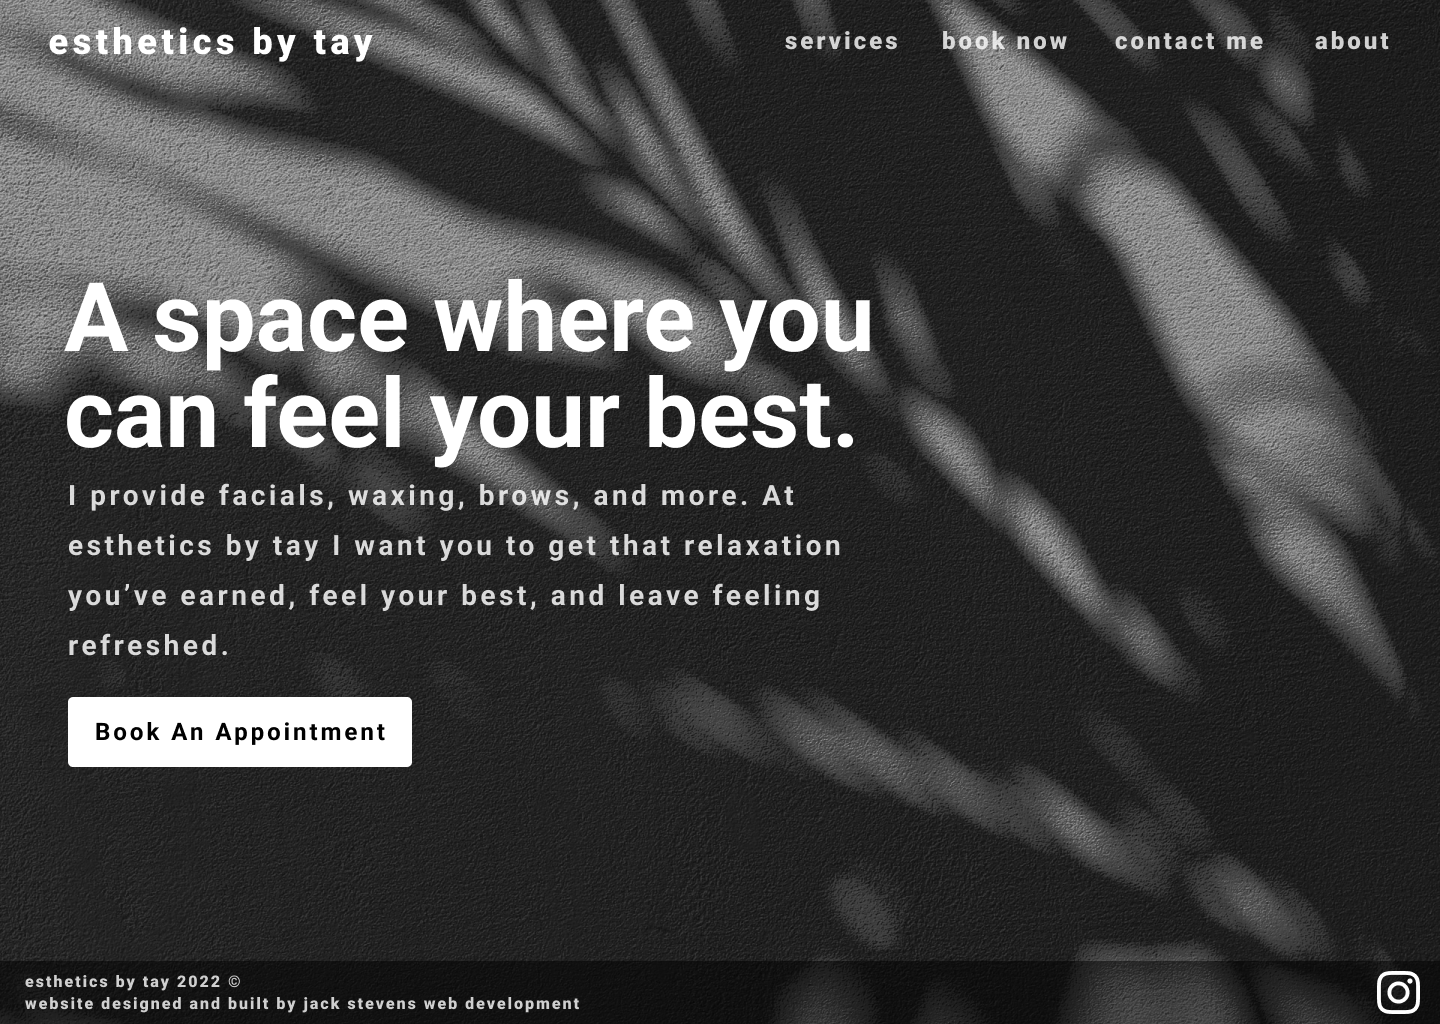 esthetics by tay
services book now contact me about
A space where you
can feel your best.
I provide facials, waxing, brows, and more. At
esthetics by tay I want you to get that relaxation
you’ve earned, feel your best, and leave feeling
refreshed.
Book An Appointment
esthetics by tay 2022 ©
website designed and built by jack stevens web development